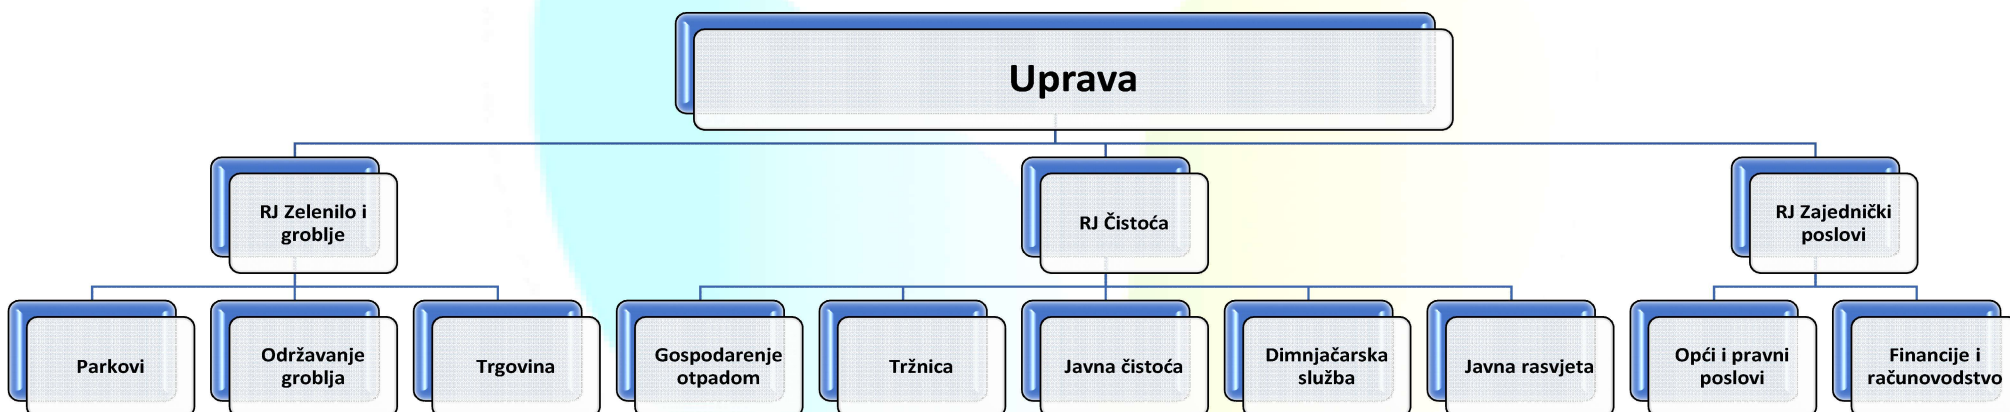 Uprava
RJ Zelenilo i
groblje
RJ Čistoća
RJ Zajednički
poslovi
Parkovi
Održavanje
groblja
Trgovina
Gospodarenje
otpadom
Tržnica
Javna čistoća
Dimnjačarska
služba
Javna rasvjeta
Opći i pravni
poslovi
Financije i
računovodstvo